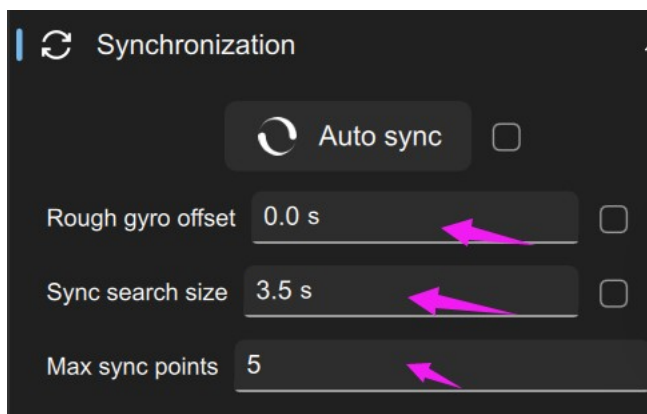 Synchronization
Auto sync
Rough gyro offset 0.0 s
Sync search size 3.5 s
Max sync points 5